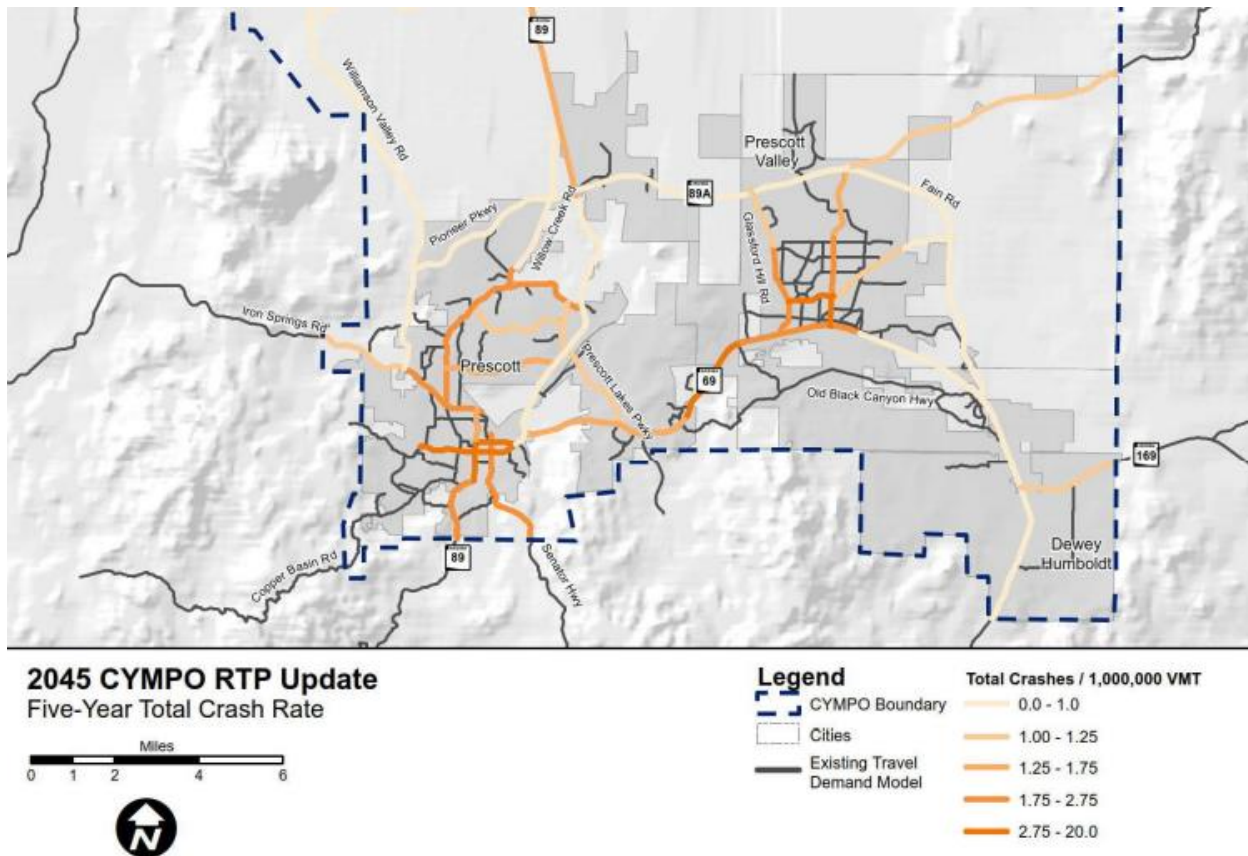 89
Williamson Valley Rd
Prescott
Valley
Pioneer Pkwy
Willow Creek Rd
89A
Fain Rd
Glassford Hill Rd
Iron Springs Rd
Prescott
Prescott Lakes Pwky
69
Old Black Canyon Hwy
169
Copper Basin Rd
89
Senator Hwy
Dewey
Humboldt
2045 CYMPO RTP Update
Five-Year Total Crash Rate
Miles
0 1 2 4 6
N
Legend
CYMPO Boundary
Cities
Existing Travel
Demand Model
Total Crashes / 1,000,000 VMT
0.0 - 1.0
1.00 - 1.25
1.25 - 1.75
1.75 - 2.75
2.75 - 20.0